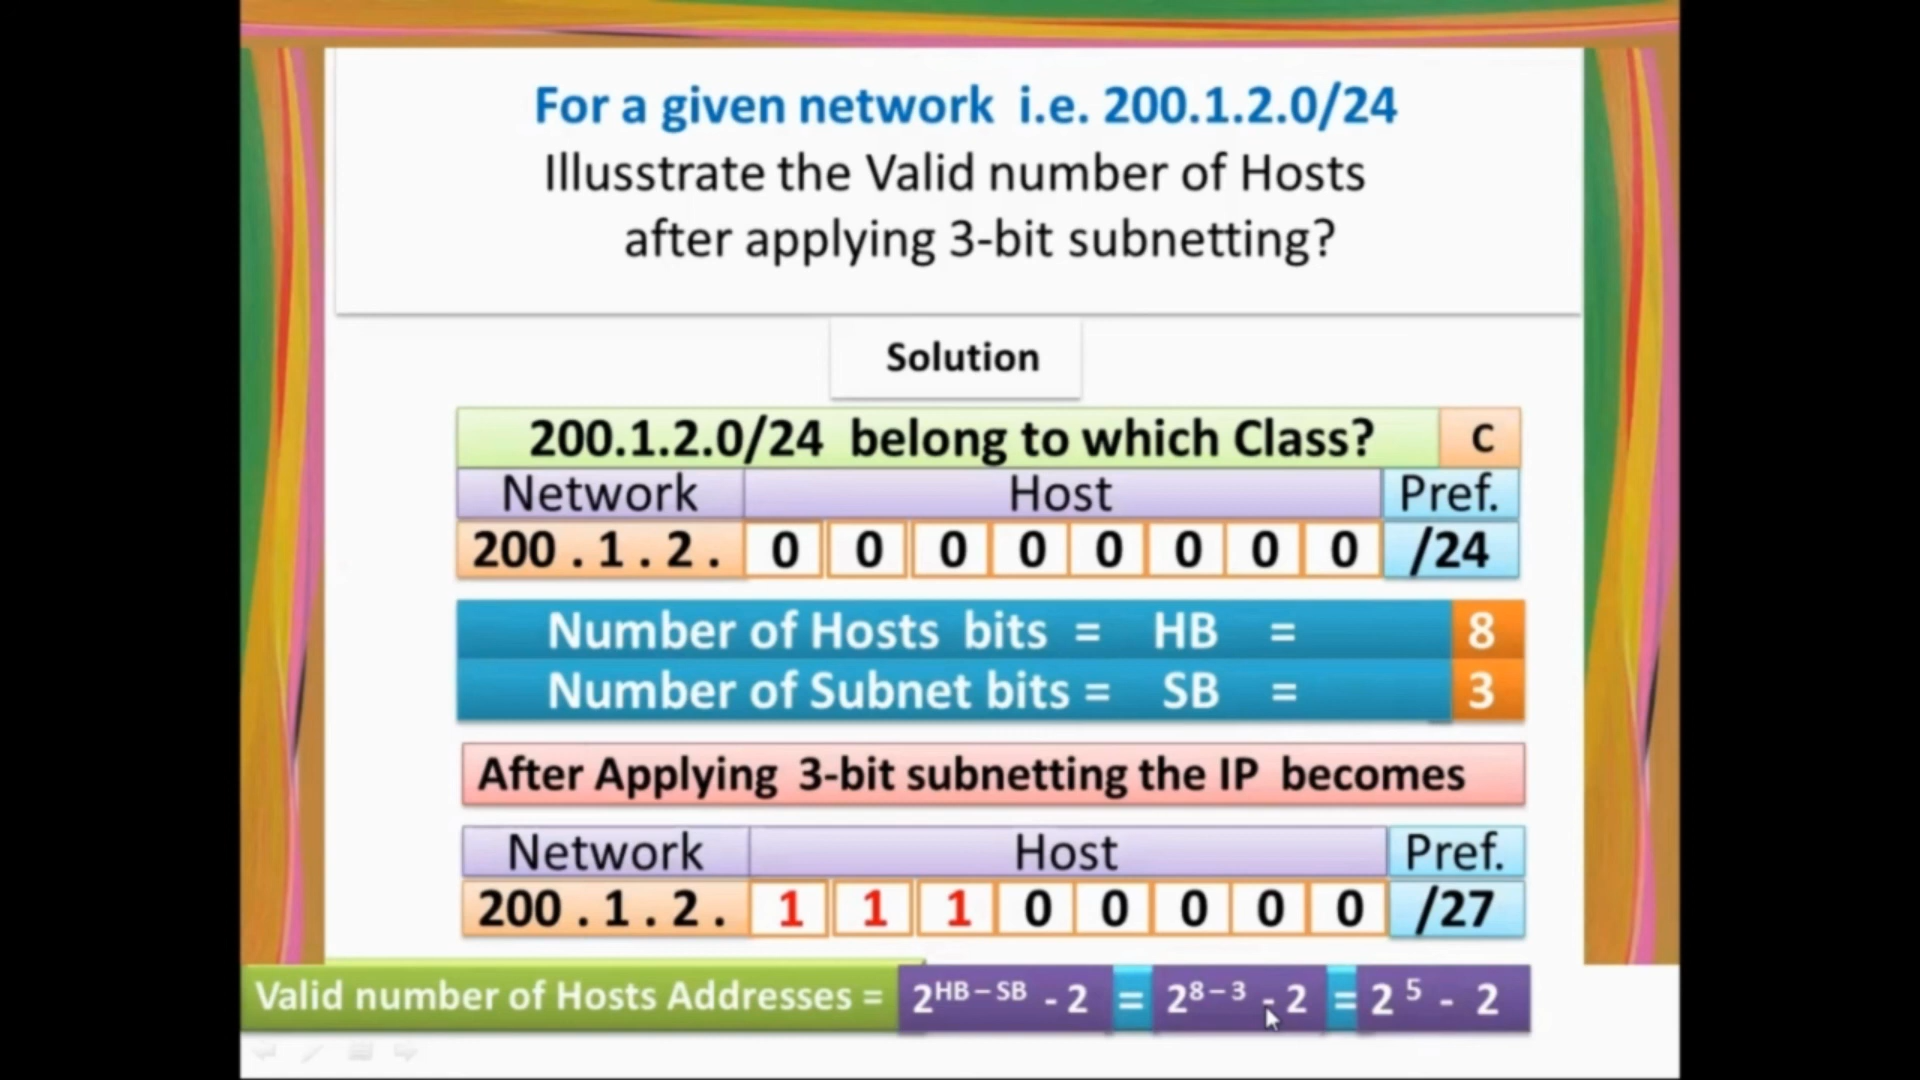 For a given network i.e. 200.1.2.0/24
Illusstrate the Valid number of Hosts
after applying 3-bit subnetting?
Solution
200.1.2.0/24 belong to which Class? C
Network Host Pref.
200 . 1 . 2 . 0 0 0 0 0 0 0 0 /24
Number of Hosts bits = HB = 8
Number of Subnet bits = SB = 3
After Applying 3-bit subnetting the IP becomes
Network Host Pref.
200 . 1 . 2 . 1 1 1 0 0 0 0 0 /27
Valid number of Hosts Addresses = 2^HB – SB - 2 = 2^8 – 3 - 2 = 2^5 - 2